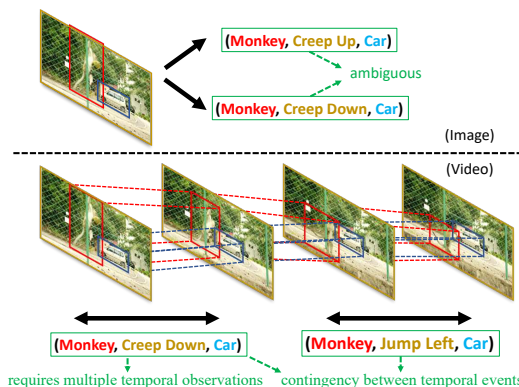 (Monkey, Creep Up, Car)
ambiguous
(Monkey, Creep Down, Car)
(Image)
(Video)
(Monkey, Creep Down, Car)
(Monkey, Jump Left, Car)
requires multiple temporal observations
contingency between temporal events